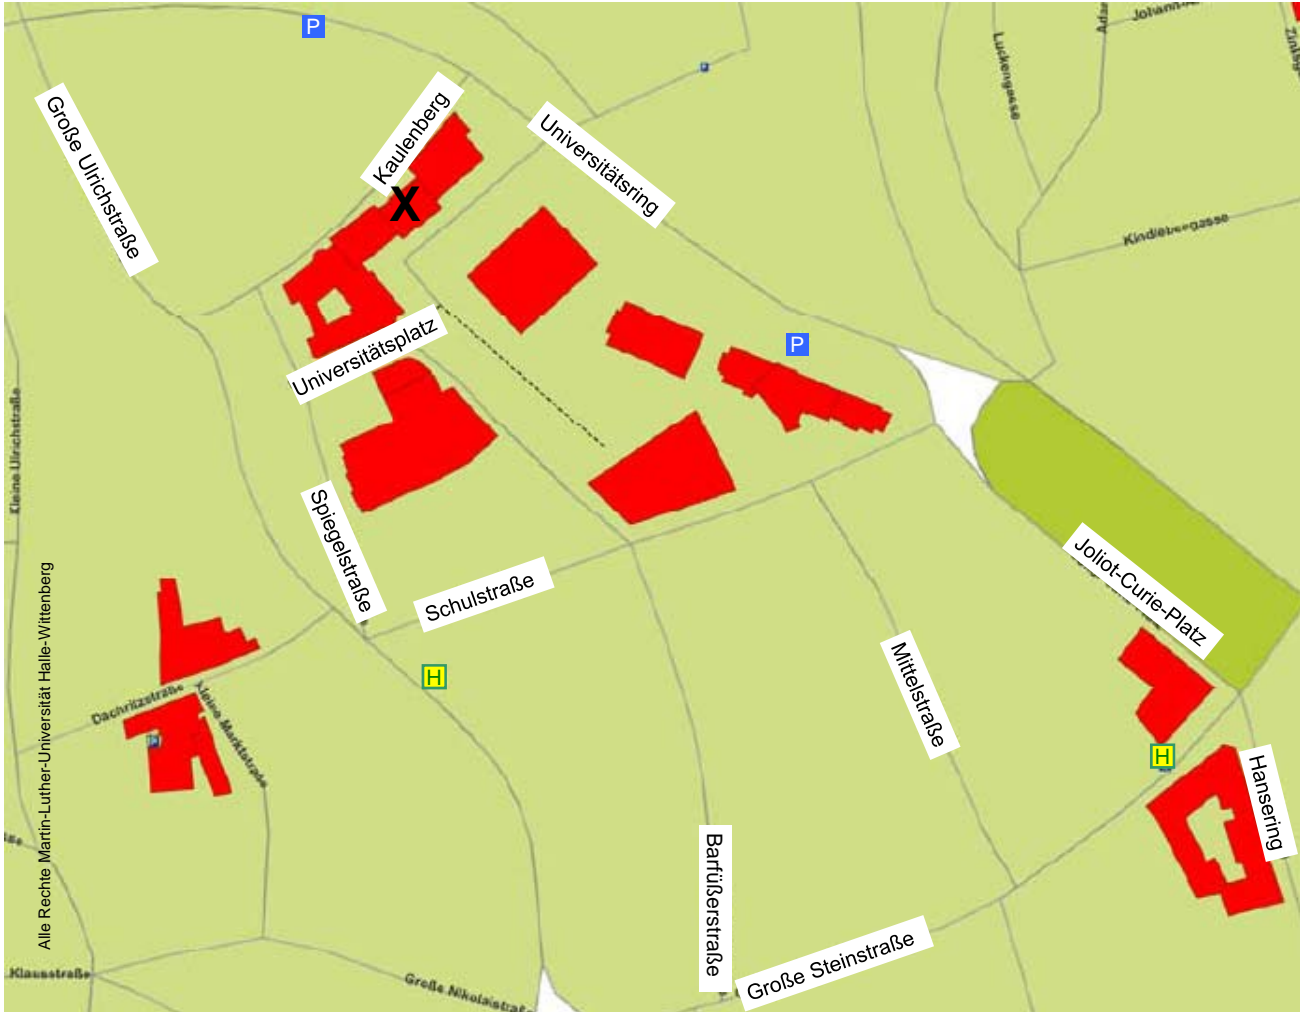 P
Große Ulrichstraße
Kaulenberg
X
Universitätsring
Luckengasse
Kindlebengasse
Universitätsplatz
P
Kleine Ulrichstraße
Spiegelstraße
Schulstraße
Joliot-Curie-Platz
H
Mittelstraße
Dachritzstraße
Kleine Marktstraße
H
Hansering
Alle Rechte Martin-Luther-Universität Halle-Wittenberg
Barfüßerstraße
Große Steinstraße
Klausstraße
Große Nikolaistraße